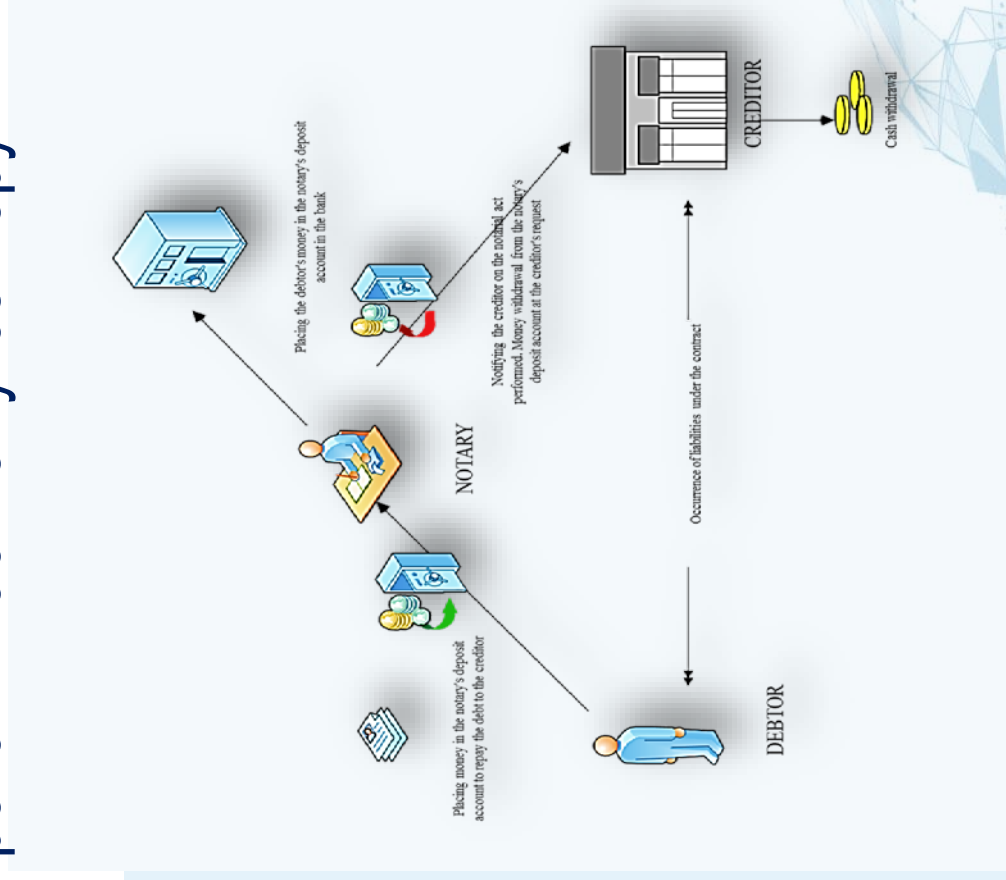 Placing the debtor's money in the notary's deposit
account in the bank
Notifying the creditor on the notarial act
performed. Money withdrawal from the notary's
deposit account at the creditor's request
NOTARY
Placing money in the notary's deposit
account to repay the debt to the creditor
Occurrence of liabilities under the contract
CREDITOR
DEBTOR
Cash withdrawal